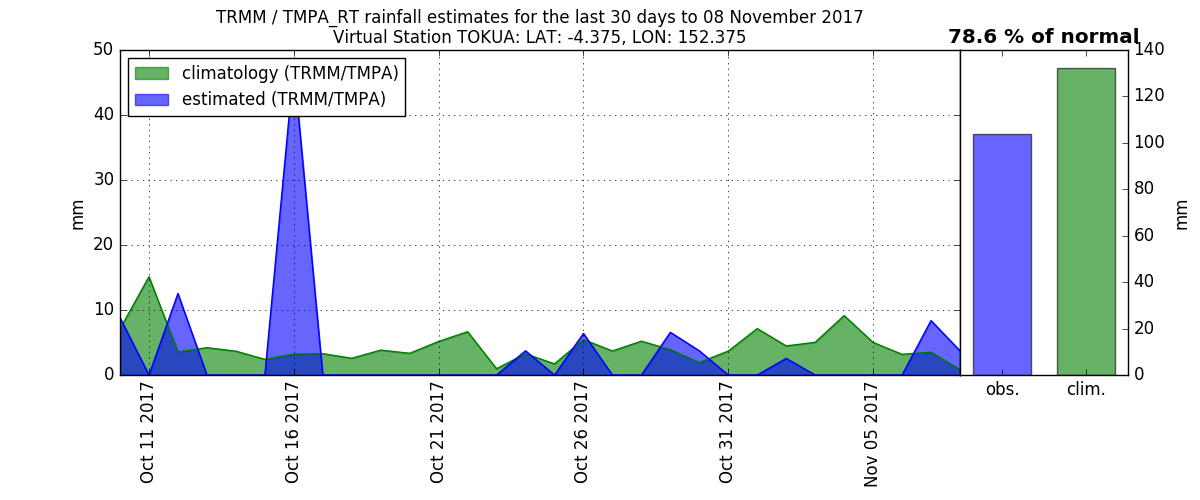 TRMM / TMPA_RT rainfall estimates for the last 30 days to 08 November 2017
Virtual Station TOKUA: LAT: -4.375, LON: 152.375
78.6 % of normal
climatology (TRMM/TMPA)
estimated (TRMM/TMPA)
mm
50
40
30
20
10
0
Oct 11 2017
Oct 16 2017
Oct 21 2017
Oct 26 2017
Oct 31 2017
Nov 05 2017
obs.
clim.
140
120
100
80
60
40
20
0
mm